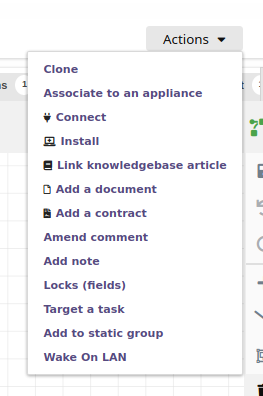 Actions
Clone
Associate to an appliance
Connect
Install
Link knowledgebase article
Add a document
Add a contract
Amend comment
Add note
Locks (fields)
Target a task
Add to static group
Wake On LAN